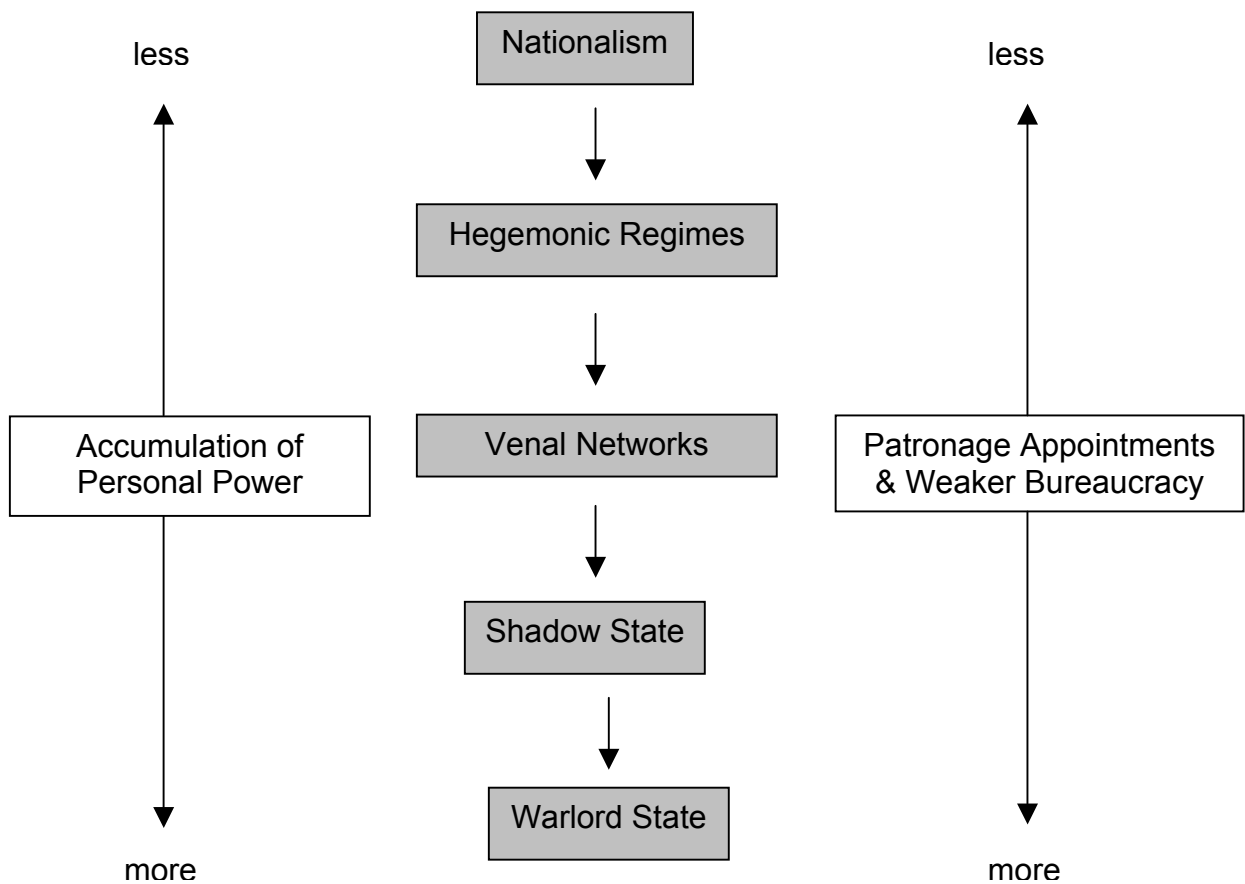 Nationalism
less
less
Hegemonic Regimes
Venal Networks
Accumulation of
Personal Power
Patronage Appointments
& Weaker Bureaucracy
Shadow State
Warlord State
more
more